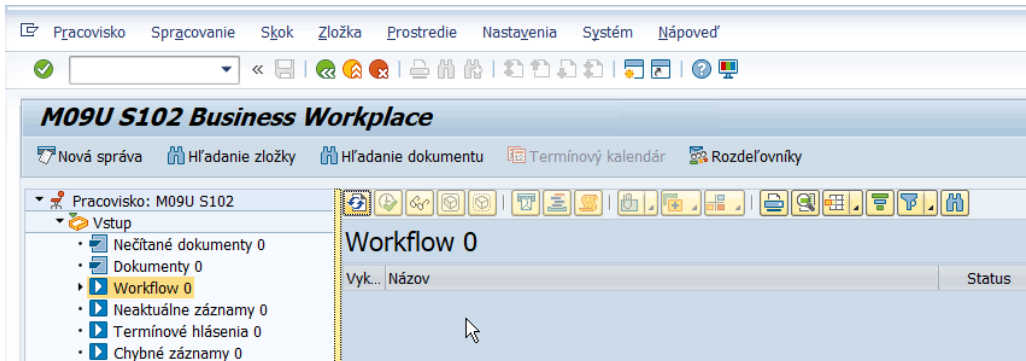 Pracovisko Spracovanie Skok Zložka Prostredie Nastavenia Systém Nápoveď
M09U S102 Business Workplace
Nová správa Hľadanie zložky Hľadanie dokumentu Termínový kalendár Rozdeľovníky
Pracovisko: M09U S102
Vstup
Nečítané dokumenty 0
Dokumenty 0
Workflow 0
Neaktuálne záznamy 0
Termínové hlásenia 0
Chybné záznamy 0
Workflow 0
Vyk... Názov Status